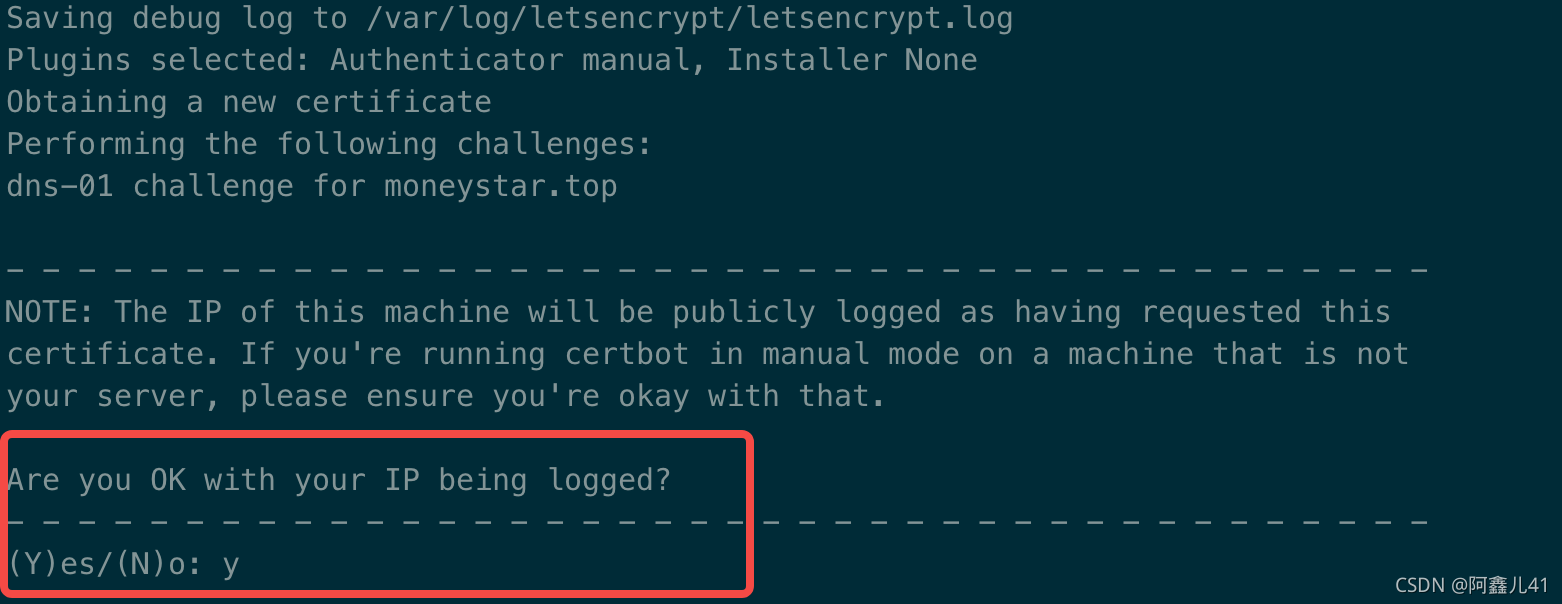 Saving debug log to /var/log/letsencrypt/letsencrypt.log
Plugins selected: Authenticator manual, Installer None
Obtaining a new certificate
Performing the following challenges:
dns-01 challenge for moneystar.top
- - - - - - - - - - - - - - - - - - - - - - - - - - - - - - - - - - - - - - - -
NOTE: The IP of this machine will be publicly logged as having requested this
certificate. If you're running certbot in manual mode on a machine that is not
your server, please ensure you're okay with that.
Are you OK with your IP being logged?
- - - - - - - - - - - - - - - - - - - - - - - - - - - - - - - - - - - - - - - -
(Y)es/(N)o: y
CSDN @阿鑫儿41